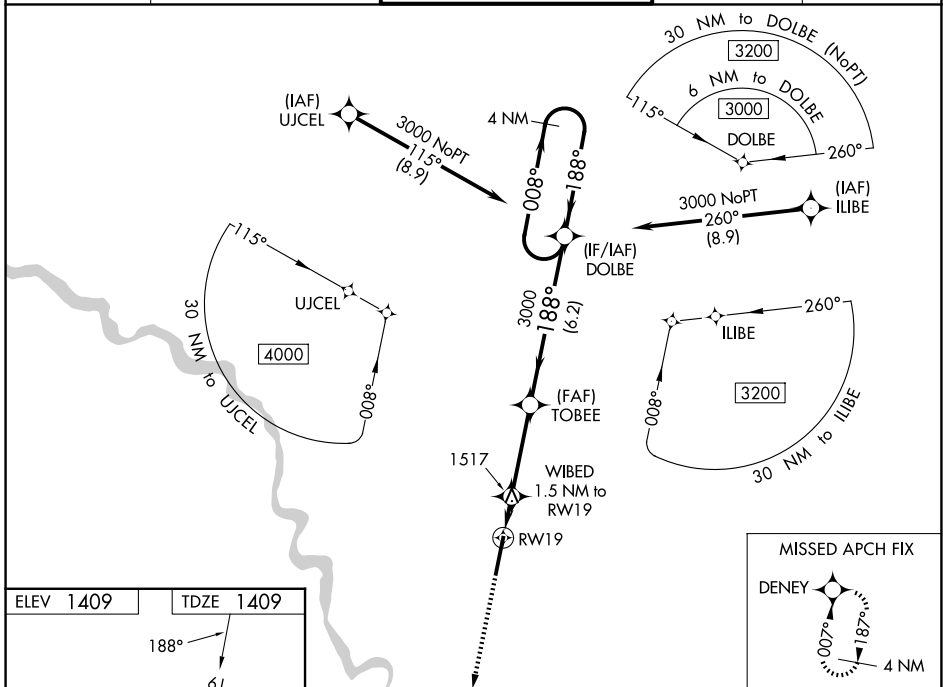 30 NM to DOLBE (NoPT)
3200
6 NM to DOLBE
3000
115°
DOLBE
260°
(IAF)
UJCEL
3000 NoPT
115°
(8.9)
4 NM
008°
188°
(IF/IAF)
DOLBE
3000 NoPT
260°
(8.9)
(IAF)
ILIBE
115°
UJCEL
30 NM to UJCEL
4000
008°
3000
188°
(6.2)
260°
ILIBE
3200
008°
30 NM to ILIBE
(FAF)
TOBEE
1517
WIBED
1.5 NM to
RW19
RW19
MISSED APCH FIX
DENEY
007°
187°
4 NM
ELEV 1409
TDZE 1409
188°